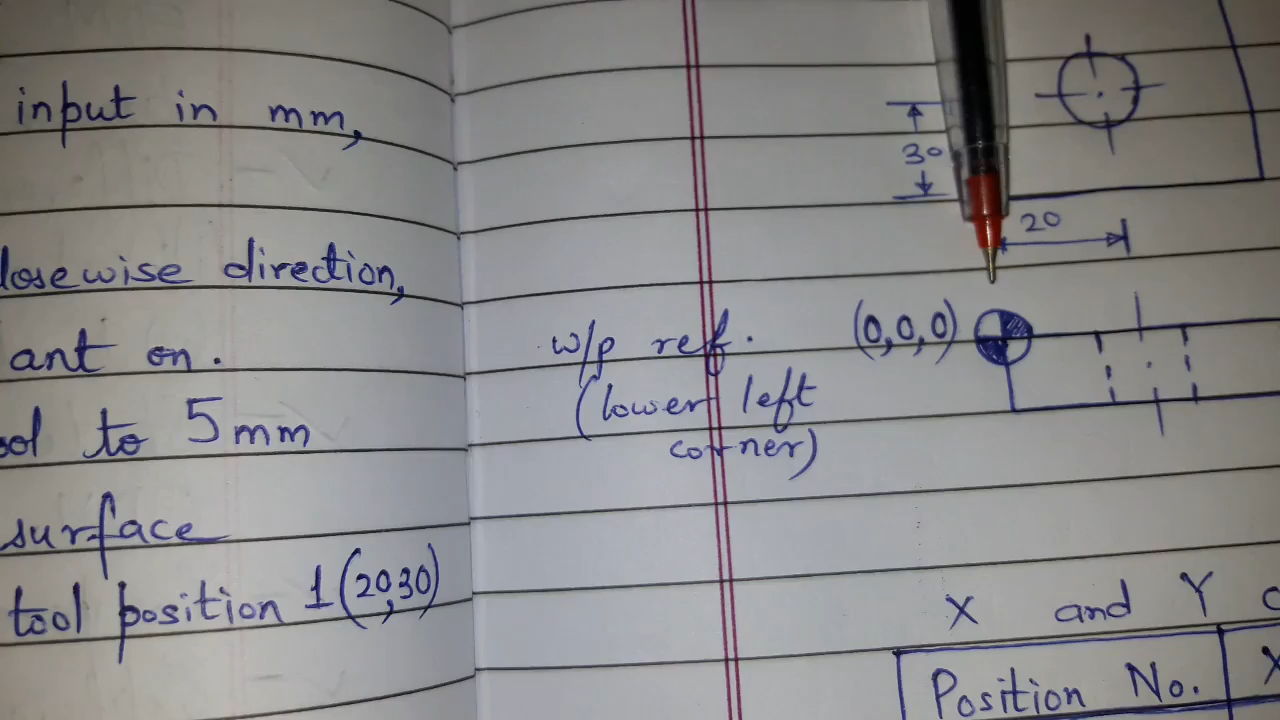 input in mm,
losewise direction,
ant on.
ol to 5mm
surface
tool position 1(20,30)
30
20
w/p ref. (0,0,0)
(lower left
corner)
X and Y
Position No. X